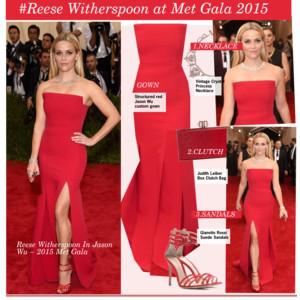 #Reese Witherspoon at Met Gala 2015
1.NECKLACE
Vintage Cryst
Princess
Necklace
GOWN
Structured red
Jason Wu
custom gown
2.CLUTCH
Judith Leiber
Box Clutch Bag
3.SANDALS
Gianvito Rossi
Suede Sandals
Reese Witherspoon In Jason
Wu – 2015 Met Gala